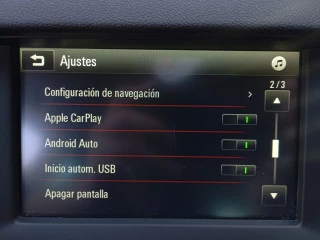 Ajustes
2/3
Configuración de navegación
Apple CarPlay
Android Auto
Inicio autom. USB
Apagar pantalla